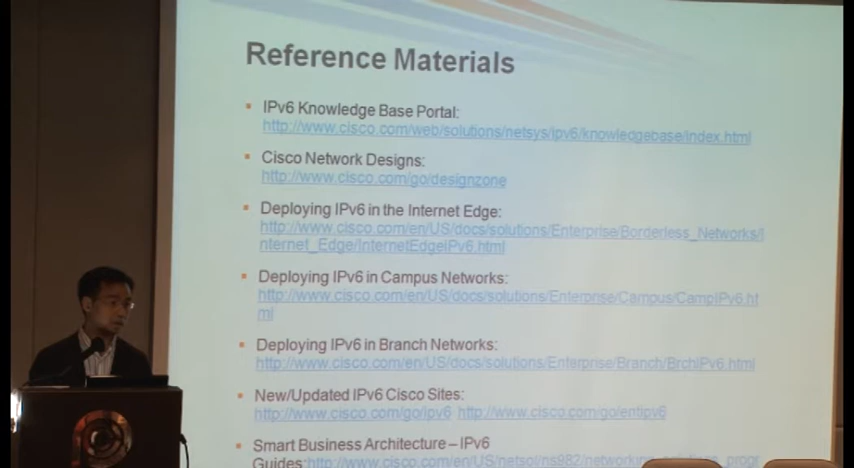 Reference Materials
IPv6 Knowledge Base Portal:
http://www.cisco.com/web/solutions/netsys/ipv6/knowledgebase/index.html
Cisco Network Designs:
http://www.cisco.com/go/designzone
Deploying IPv6 in the Internet Edge:
http://www.cisco.com/en/US/docs/solutions/Enterprise/Borderless_Networks/I
nternet_Edge/InternetEdgeIPv6.html
Deploying IPv6 in Campus Networks:
http://www.cisco.com/en/US/docs/solutions/Enterprise/Campus/CampIPv6.ht
ml
Deploying IPv6 in Branch Networks:
http://www.cisco.com/en/US/docs/solutions/Enterprise/Branch/BrchIPv6.html
New/Updated IPv6 Cisco Sites:
http://www.cisco.com/go/ipv6 http://www.cisco.com/go/entipv6
Smart Business Architecture – IPv6
Guides: